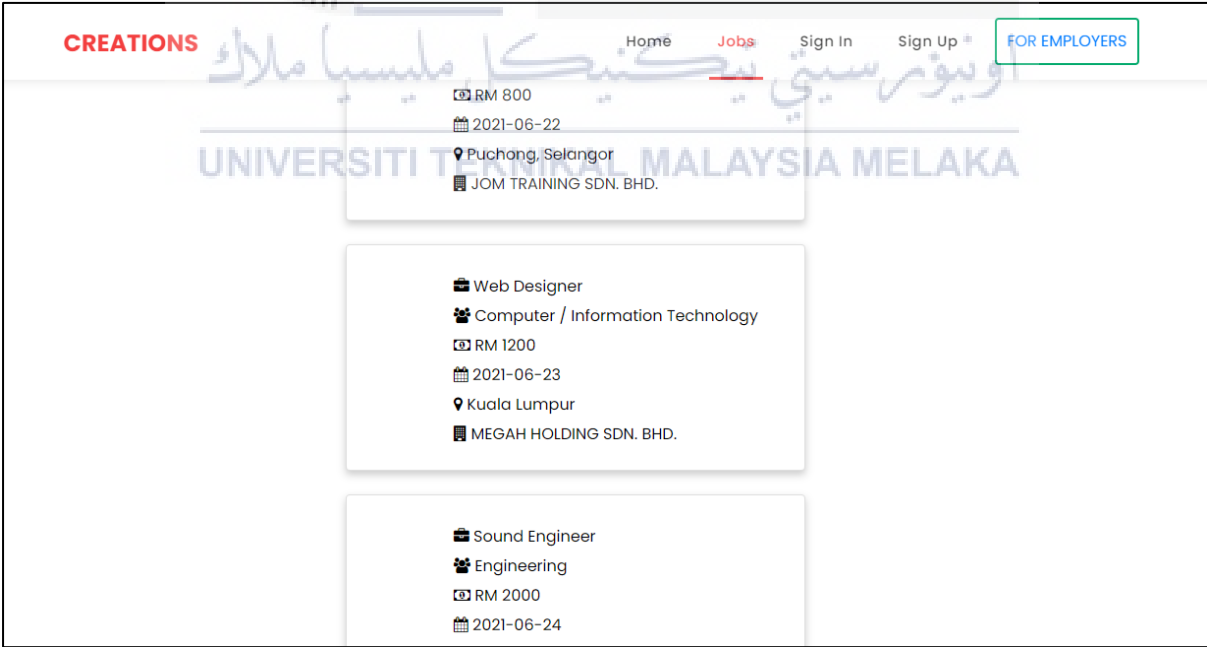 CREATIONS Home Jobs Sign In Sign Up FOR EMPLOYERS
اونيورسيتي تيكنيكل مليسيا ملاك
RM 800
2021-06-22
Puchong, Selangor
UNIVERSITI TEKNIKAL MALAYSIA MELAKA
JOM TRAINING SDN. BHD.
Web Designer
Computer / Information Technology
RM 1200
2021-06-23
Kuala Lumpur
MEGAH HOLDING SDN. BHD.
Sound Engineer
Engineering
RM 2000
2021-06-24